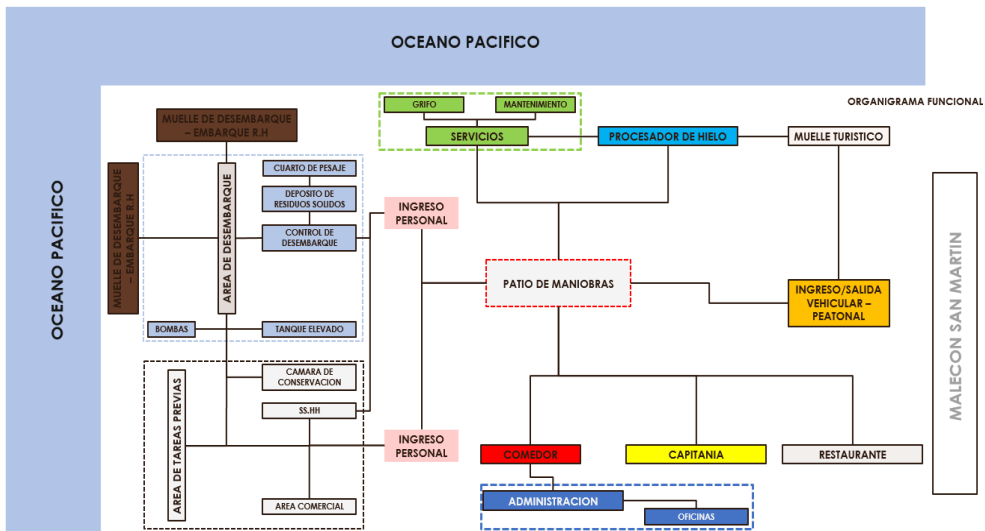 OCEANO PACIFICO
ORGANIGRAMA FUNCIONAL
GRIFO
MANTENIMIENTO
SERVICIOS
PROCESADOR DE HIELO
MUELLE TURISTICO
MUELLE DE DESEMBARQUE
– EMBARQUE R.H
OCEANO PACIFICO
MUELLE DE DESEMBARQUE
– EMBARQUE R.H
AREA DE DESEMBARQUE
CUARTO DE PESAJE
DEPOSITO DE
RESIDUOS SOLIDOS
CONTROL DE
DESEMBARQUE
BOMBAS
TANQUE ELEVADO
INGRESO
PERSONAL
PATIO DE MANIOBRAS
INGRESO/SALIDA
VEHICULAR –
PEATONAL
MALECON SAN MARTIN
AREA DE TAREAS PREVIAS
CAMARA DE
CONSERVACION
SS.HH
AREA COMERCIAL
INGRESO
PERSONAL
COMEDOR
CAPITANIA
RESTAURANTE
ADMINISTRACION
OFICINAS